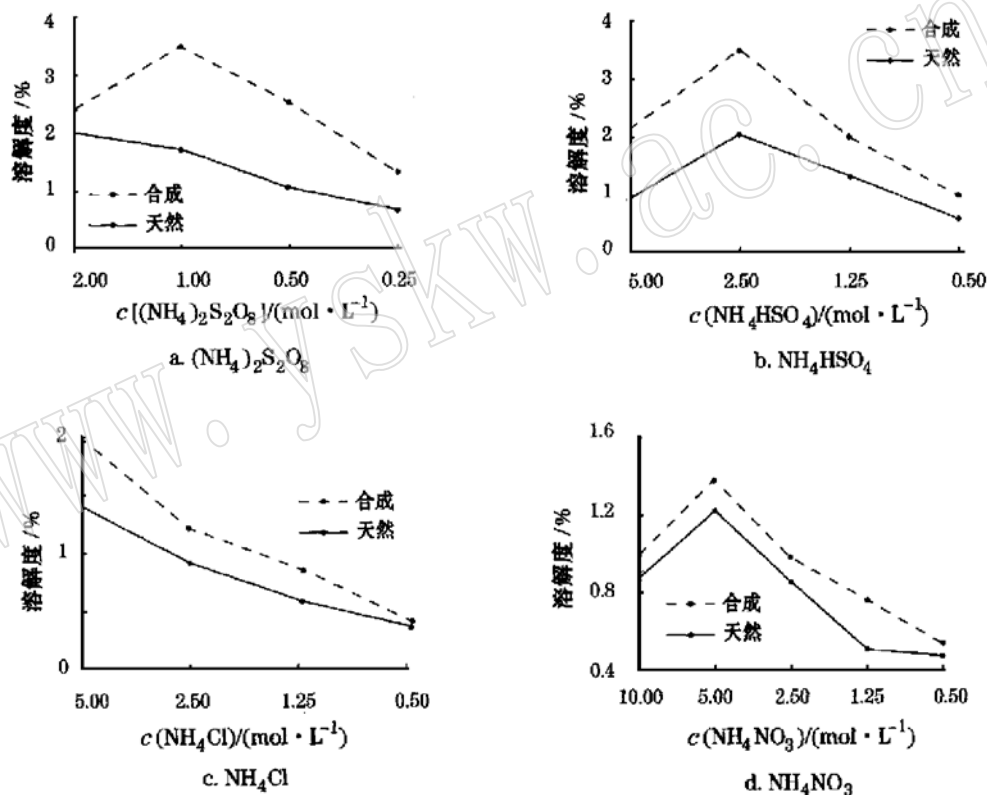 4
3
2
1
0
溶解度 /%
合成
天然
2.00 1.00 0.50 0.25
c [(NH₄)₂S₂O₈]/(mol · L⁻¹)
a. (NH₄)₂S₂O₈
4
3
2
1
0
溶解度 /%
合成
天然
5.00 2.50 1.25 0.50
c (NH₄HSO₄)/(mol · L⁻¹)
b. NH₄HSO₄
2
1
0
溶解度 /%
合成
天然
5.00 2.50 1.25 0.50
c (NH₄Cl)/(mol · L⁻¹)
c. NH₄Cl
1.6
1.2
0.8
0.4
溶解度 /%
合成
天然
10.00 5.00 2.50 1.25 0.50
c (NH₄NO₃)/(mol · L⁻¹)
d. NH₄NO₃
www.yskw.ac.cn